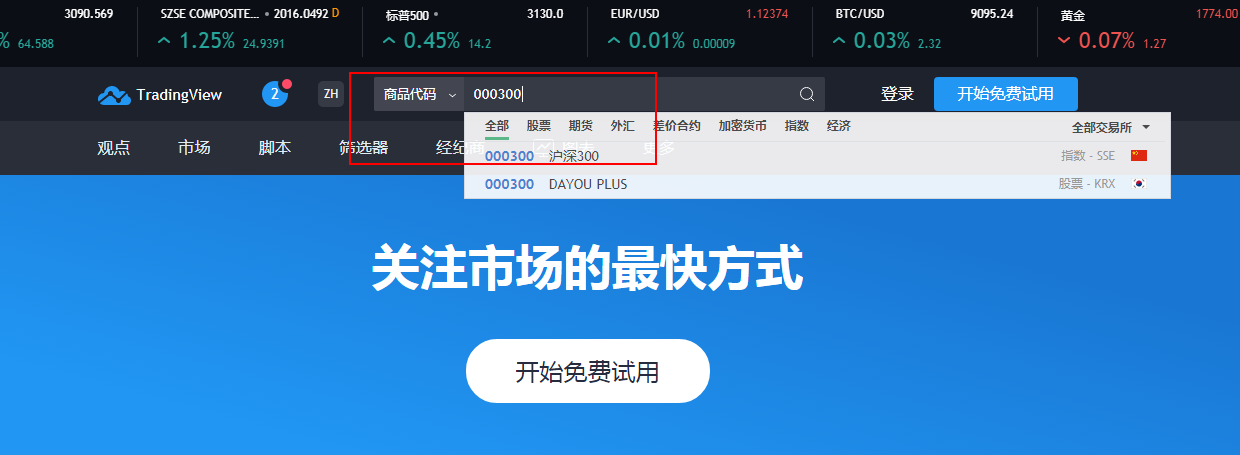 3090.569 SZSE COMPOSITE... • 2016.0492 D 标普500 • 3130.0 EUR/USD 1.12374 BTC/USD 9095.24 黄金 1774.00
% 64.588 1.25% 24.9391 0.45% 14.2 0.01% 0.00009 0.03% 2.32 0.07% 1.27
TradingView 2 ZH 商品代码 000300 登录 开始免费试用
全部 股票 期货 外汇 差价合约 加密货币 指数 经济 全部交易所
观点 市场 脚本 筛选器 经纪商 更多
000300 沪深300 指数 - SSE
000300 DAYOU PLUS 股票 - KRX
关注市场的最快方式
开始免费试用